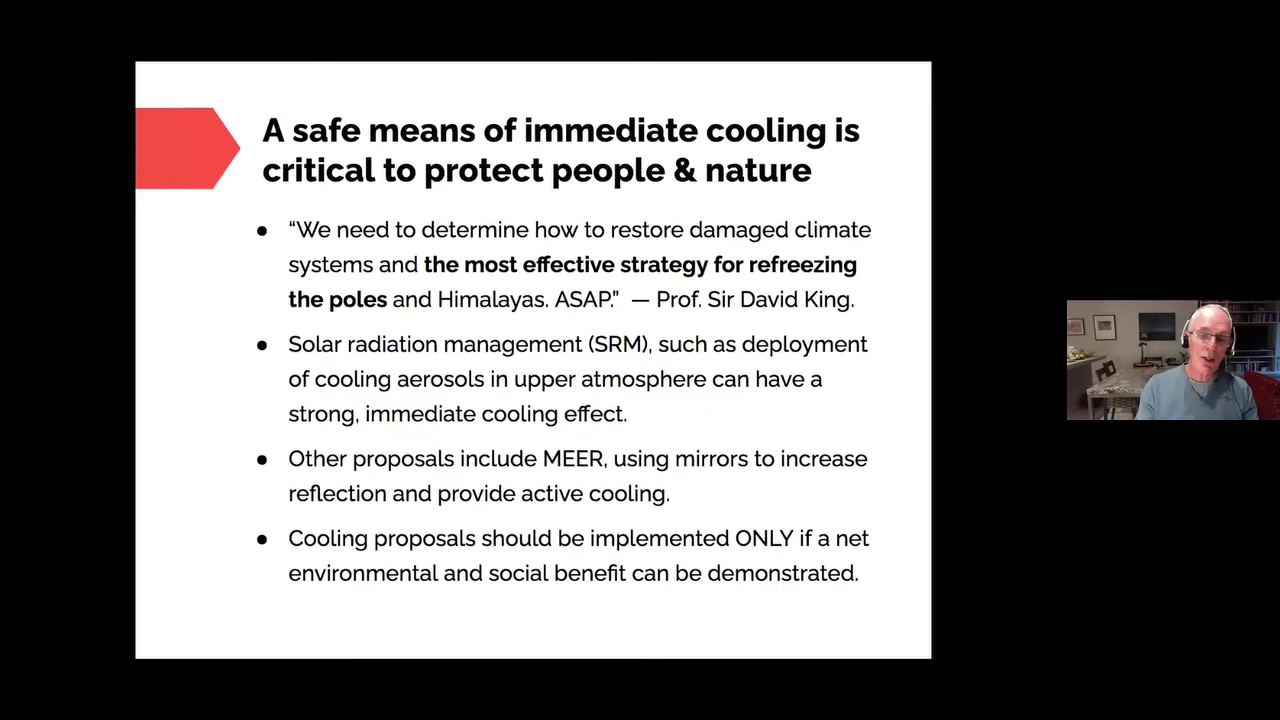 A safe means of immediate cooling is
critical to protect people & nature
● “We need to determine how to restore damaged climate
systems and the most effective strategy for refreezing
the poles and Himalayas. ASAP.” — Prof. Sir David King.
● Solar radiation management (SRM), such as deployment
of cooling aerosols in upper atmosphere can have a
strong, immediate cooling effect.
● Other proposals include MEER, using mirrors to increase
reflection and provide active cooling.
● Cooling proposals should be implemented ONLY if a net
environmental and social benefit can be demonstrated.